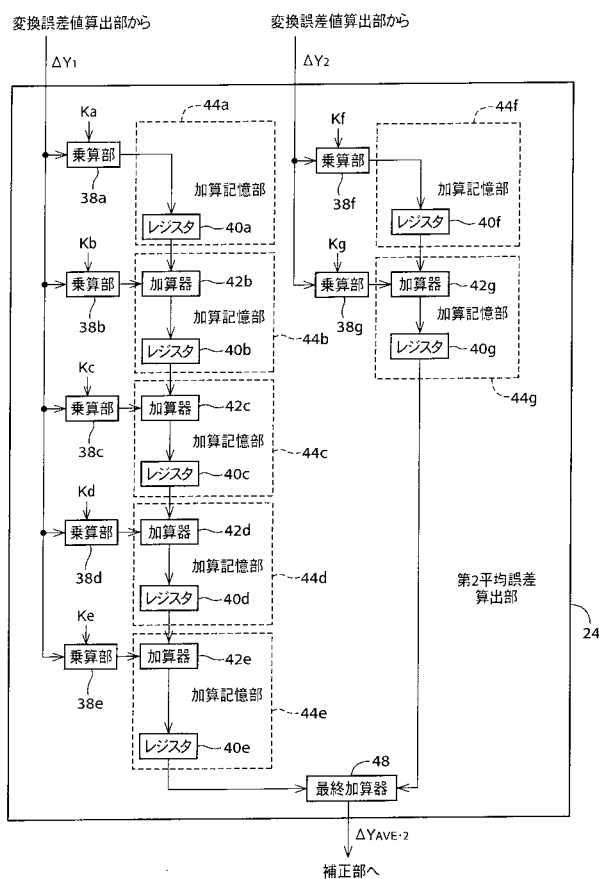 変換誤差値算出部から
変換誤差値算出部から
ΔY1
ΔY2
44a
44f
Ka
乗算部
38a
加算記憶部
レジスタ
40a
Kf
乗算部
38f
加算記憶部
レジスタ
40f
Kb
乗算部
38b
加算器
42b
加算記憶部
レジスタ
40b
44b
Kg
乗算部
38g
加算器
42g
加算記憶部
レジスタ
40g
44g
Kc
乗算部
38c
加算器
42c
加算記憶部
レジスタ
40c
44c
Kd
乗算部
38d
加算器
42d
加算記憶部
レジスタ
40d
44d
Ke
乗算部
38e
加算器
42e
加算記憶部
レジスタ
40e
44e
第2平均誤差
算出部
24
48
最終加算器
ΔYAVE・2
補正部へ